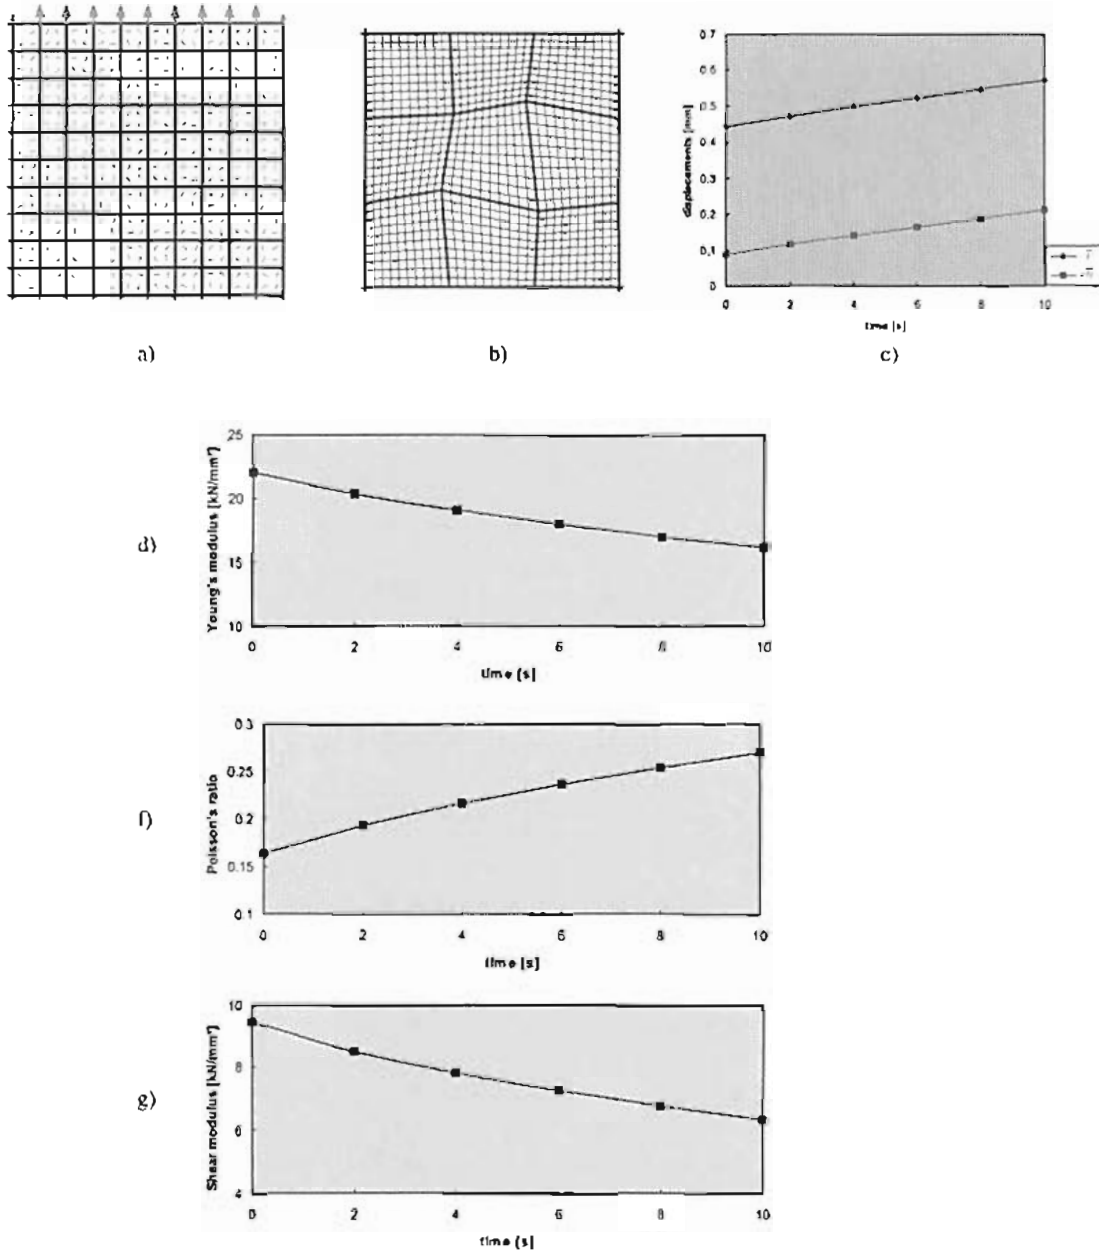 0.7
0.6
0.5
0.4
0.3
0.2
0.1
0
displacements [mm]
0 2 4 6 8 10
time [s]
a)
b)
c)
25
20
15
10
Young's modulus [kN/mm²]
0 2 4 6 8 10
time [s]
d)
0.3
0.25
0.2
0.15
0.1
Poisson's ratio
0 2 4 6 8 10
time [s]
f)
10
8
6
4
Shear modulus [kN/mm²]
0 2 4 6 8 10
time [s]
g)